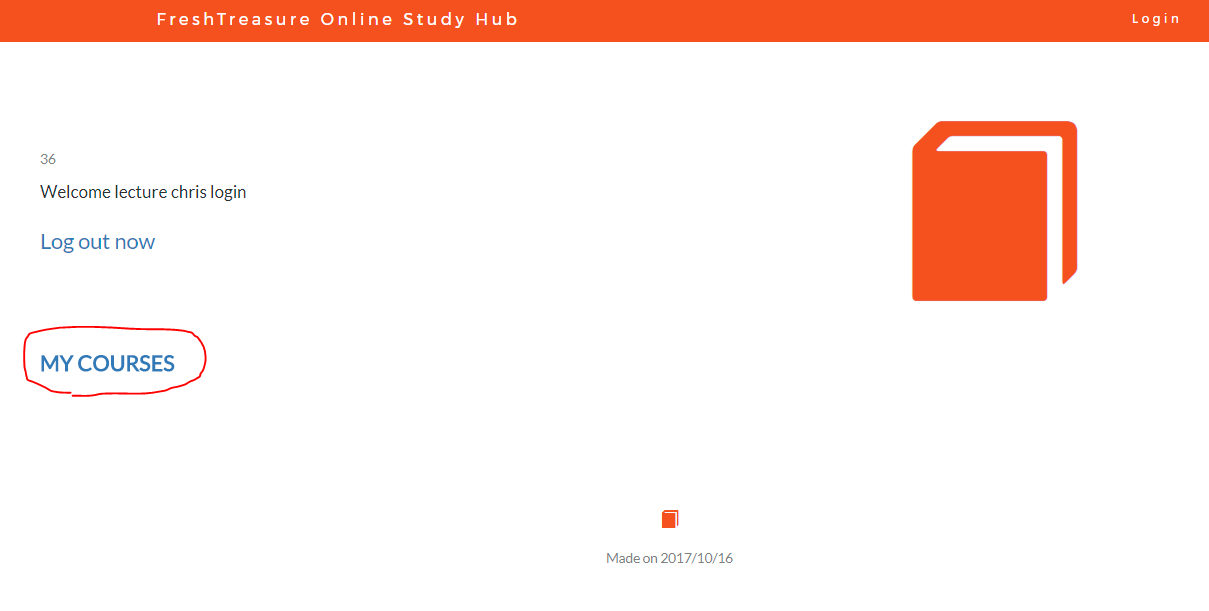 FreshTreasure Online Study Hub
Login
36
Welcome lecture chris login
Log out now
MY COURSES
Made on 2017/10/16